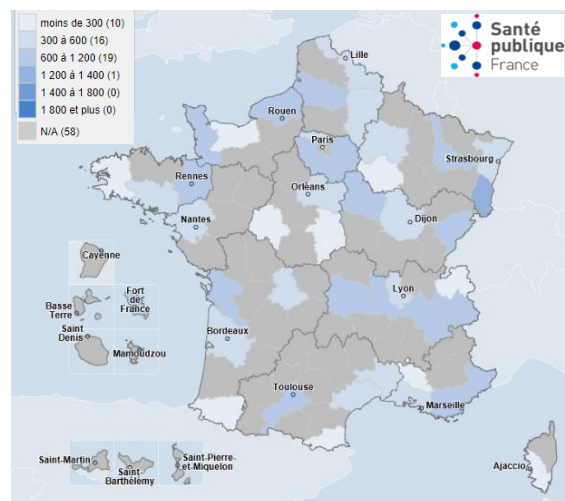 moins de 300 (10)
300 à 600 (16)
600 à 1 200 (19)
1 200 à 1 400 (1)
1 400 à 1 800 (0)
1 800 et plus (0)
N/A (58)
Santé
publique
France
Lille
Rouen
Paris
Strasbourg
Rennes
Orléans
Nantes
Dijon
Cayenne
Lyon
Basse
Terre
Fort
de
France
Saint
Denis
Mamoudzou
Bordeaux
Toulouse
Marseille
Saint-Martin
Saint-
Barthélémy
Saint-Pierre-
et-Miquelon
Ajaccio